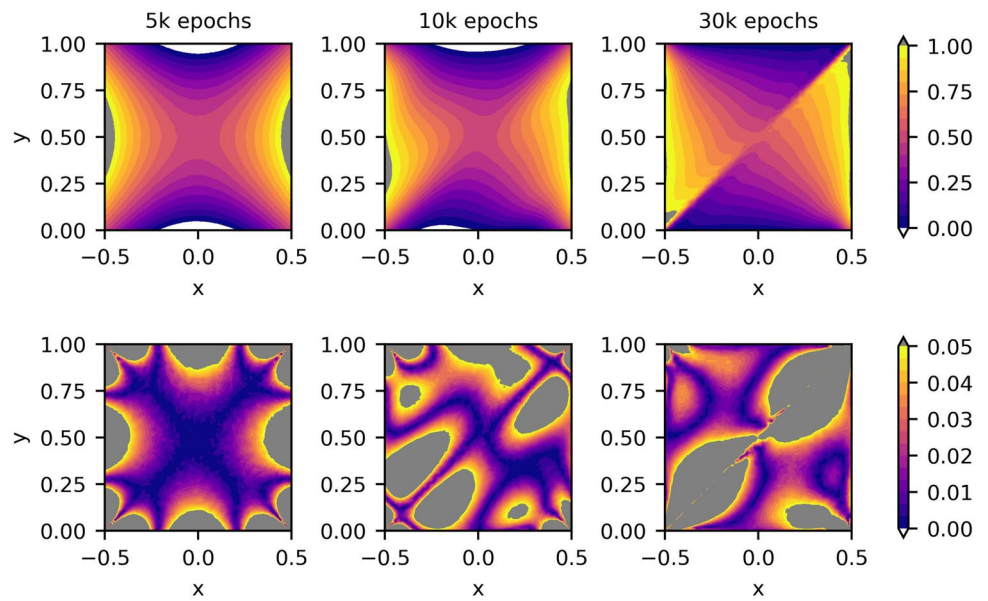 5k epochs 10k epochs 30k epochs
1.00 1.00 1.00 1.00
0.75 0.75 0.75 0.75
y 0.50 0.50 0.50 0.50
0.25 0.25 0.25 0.25
0.00 0.00 0.00 0.00
−0.5 0.0 0.5 −0.5 0.0 0.5 −0.5 0.0 0.5
x x x
1.00 1.00 1.00 0.05
0.75 0.75 0.75 0.04
0.03
y 0.50 0.50 0.50
0.02
0.25 0.25 0.25 0.01
0.00 0.00 0.00 0.00
−0.5 0.0 0.5 −0.5 0.0 0.5 −0.5 0.0 0.5
x x x